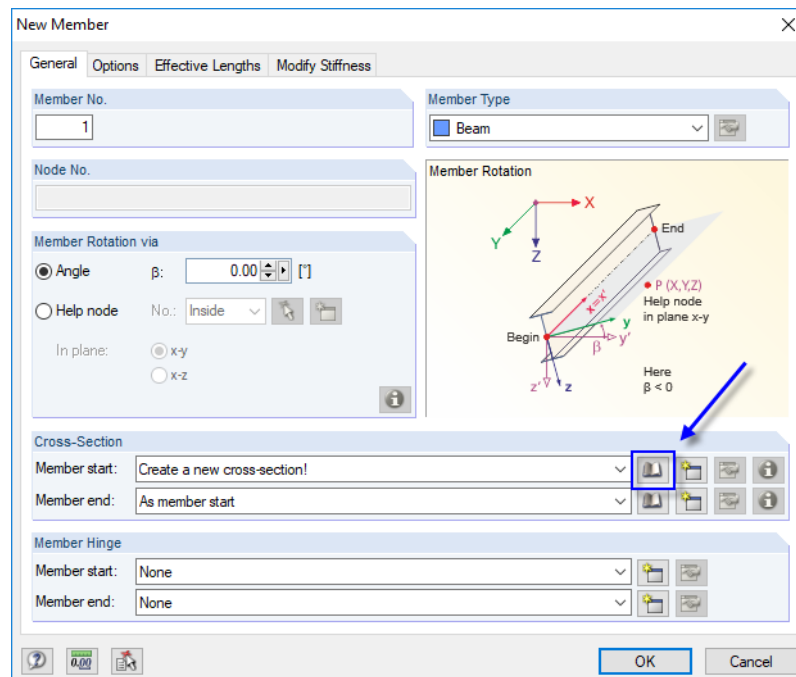 New Member
General Options Effective Lengths Modify Stiffness
Member No.
1
Member Type
Beam
Node No.
Member Rotation via
Angle β: 0.00 [°]
Help node No.: Inside
In plane: x-y
x-z
Member Rotation
X
Y
Z
End
P (X,Y,Z)
Help node
in plane x-y
x=x'
y
Begin
β
y'
z'
z
Here
β < 0
Cross-Section
Member start: Create a new cross-section!
Member end: As member start
Member Hinge
Member start: None
Member end: None
0.00
OK Cancel